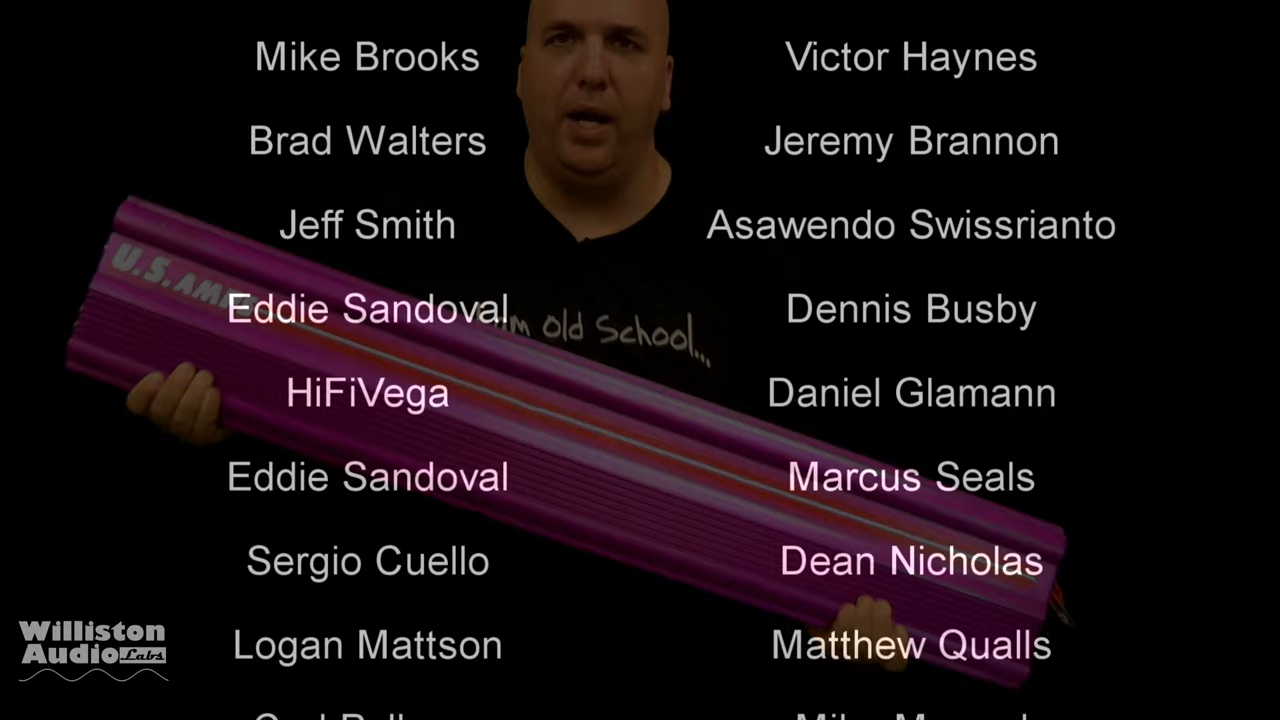 Mike Brooks
Victor Haynes
Brad Walters
Jeremy Brannon
Jeff Smith
Asawendo Swissrianto
U.S.AM
Eddie Sandoval
Dennis Busby
old School...
HiFiVega
Daniel Glamann
Eddie Sandoval
Marcus Seals
Sergio Cuello
Dean Nicholas
Williston
Audio Labs
Logan Mattson
Matthew Qualls